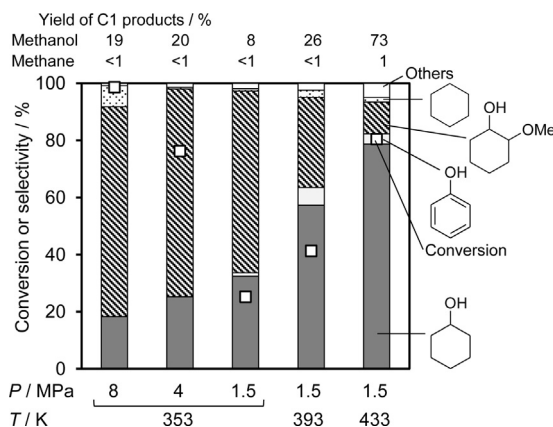 Yield of C1 products / %
Methanol 19 20 8 26 73
Methane <1 <1 <1 <1 1
Conversion or selectivity / %
100
80
60
40
20
0
Others
OH
OMe
OH
Conversion
OH
P / MPa 8 4 1.5 1.5 1.5
T / K 353 393 433